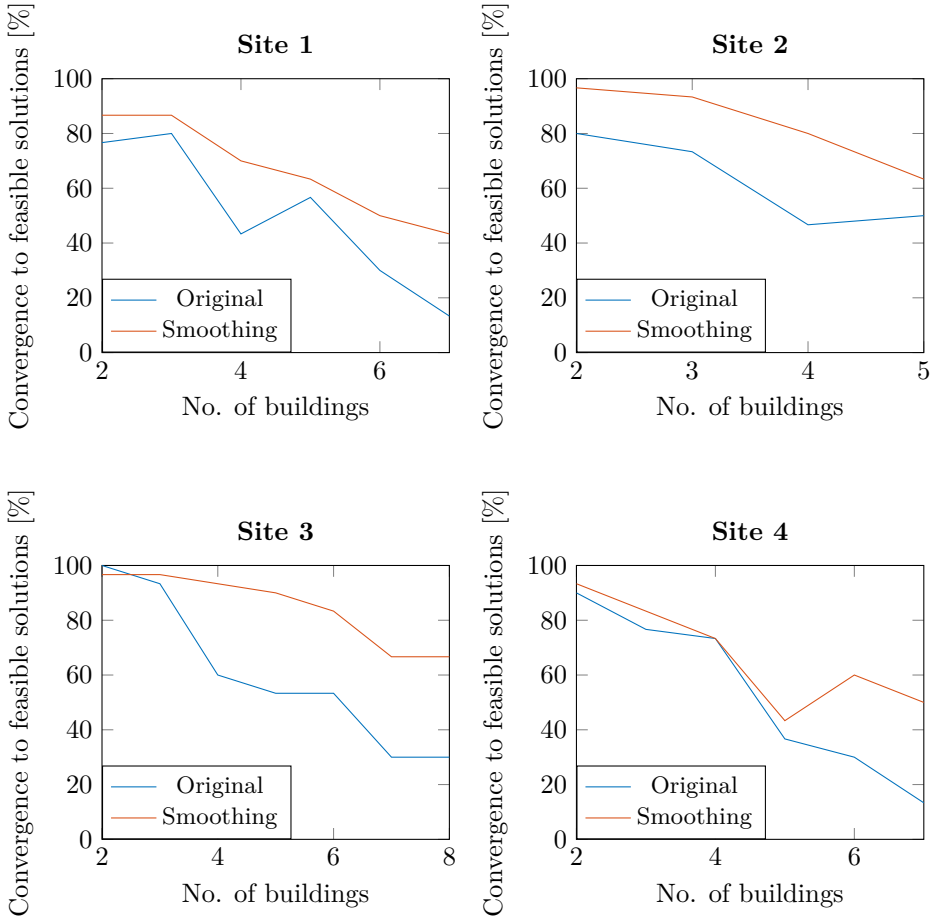 Site 1
Convergence to feasible solutions [%]
100
80
60
40
20
0
Original
Smoothing
2 4 6
No. of buildings
Site 2
Convergence to feasible solutions [%]
100
80
60
40
20
0
Original
Smoothing
2 3 4 5
No. of buildings
Site 3
Convergence to feasible solutions [%]
100
80
60
40
20
0
Original
Smoothing
2 4 6 8
No. of buildings
Site 4
Convergence to feasible solutions [%]
100
80
60
40
20
0
Original
Smoothing
2 4 6
No. of buildings